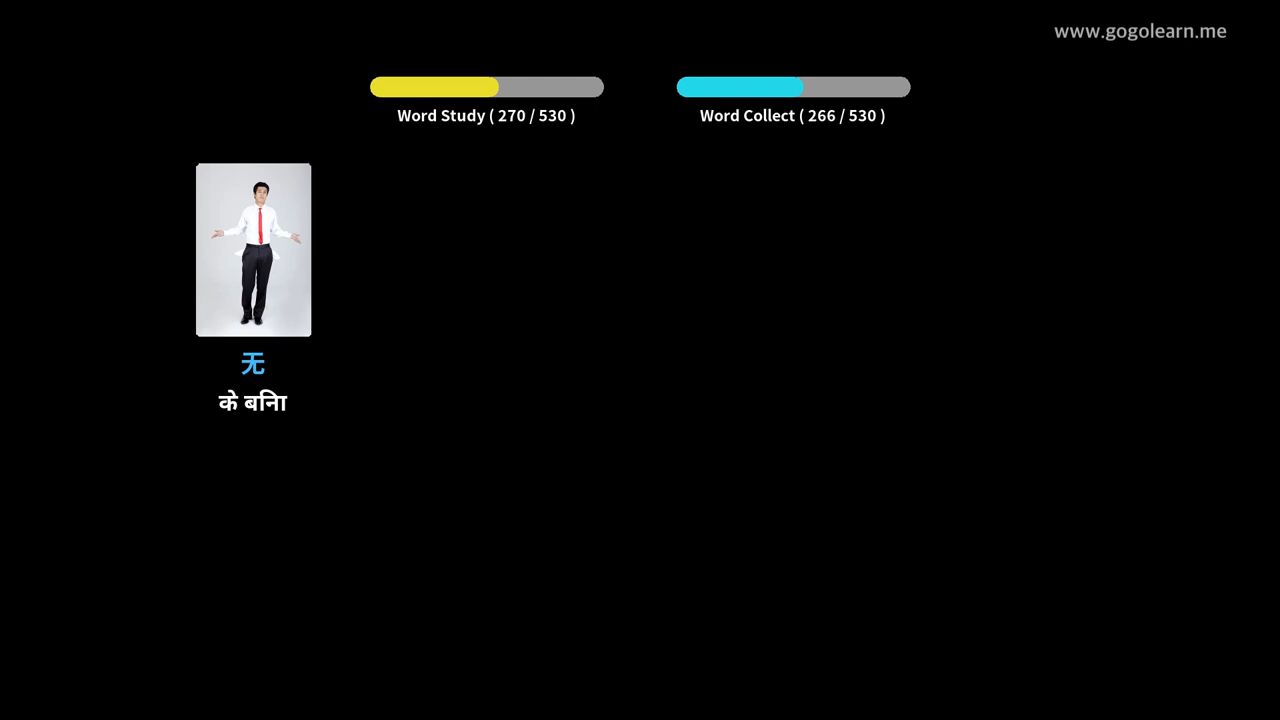 www.gogolearn.me
Word Study ( 270 / 530 )
Word Collect ( 266 / 530 )
无
के बिना